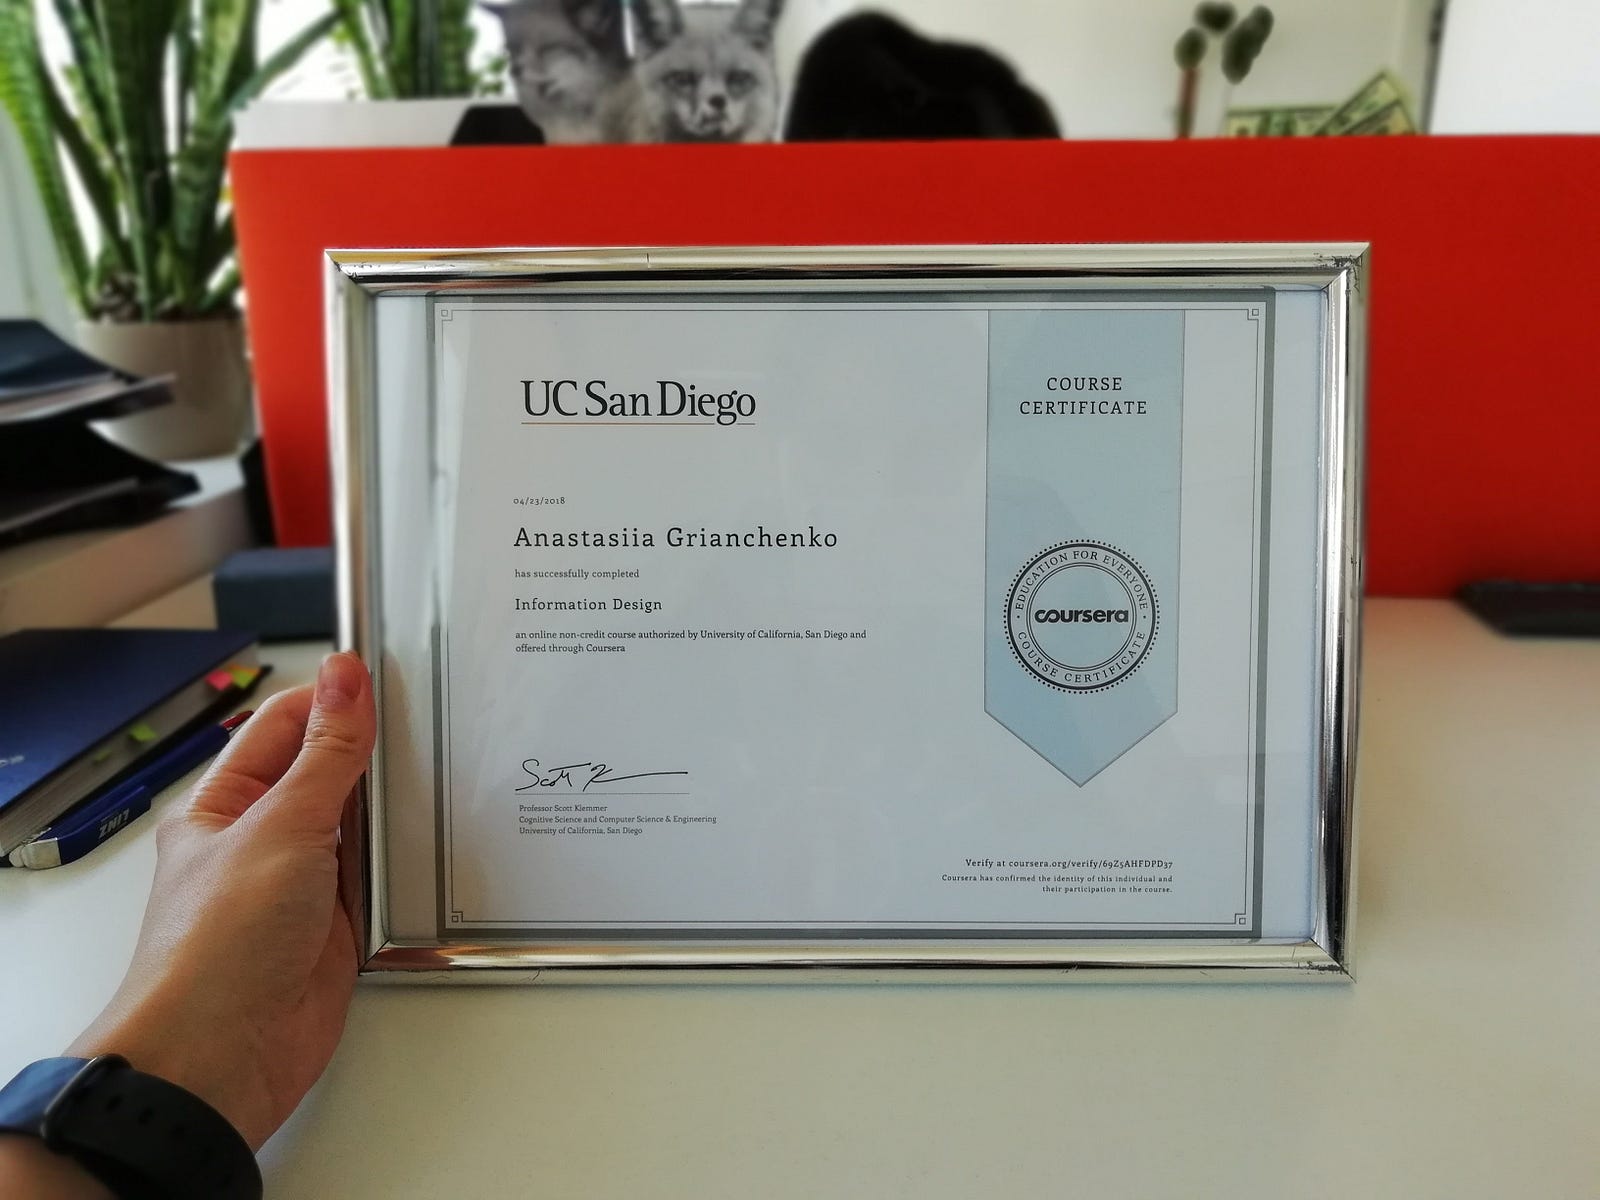 UC San Diego
COURSE
CERTIFICATE
04/23/2018
Anastasiia Grianchenko
has successfully completed
Information Design
an online non-credit course authorized by University of California, San Diego and
offered through Coursera
EDUCATION FOR EVERYONE
coursera
COURSE CERTIFICATE
Scott K
Professor Scott Klemmer
Cognitive Science and Computer Science & Engineering
University of California, San Diego
Verify at coursera.org/verify/69Z5AHFDPD37
Coursera has confirmed the identity of this individual and
their participation in the course.
LINZ